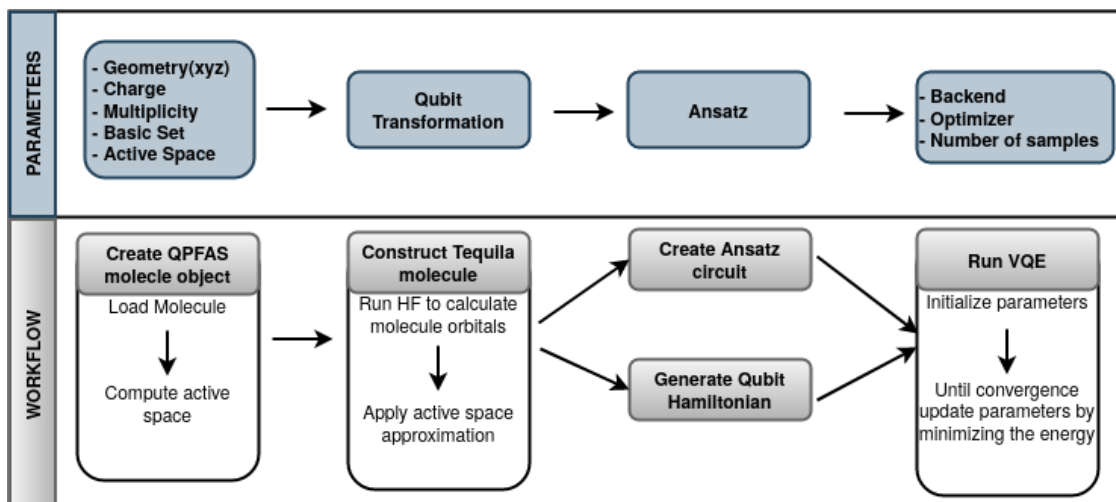 PARAMETERS
- Geometry(xyz)
- Charge
- Multiplicity
- Basic Set
- Active Space
Qubit
Transformation
Ansatz
- Backend
- Optimizer
- Number of samples
WORKFLOW
Create QPFAS
molecle object
Load Molecule
Compute active
space
Construct Tequila
molecule
Run HF to calculate
molecule orbitals
Apply active space
approximation
Create Ansatz
circuit
Generate Qubit
Hamiltonian
Run VQE
Initialize parameters
Until convergence
update parameters by
minimizing the energy